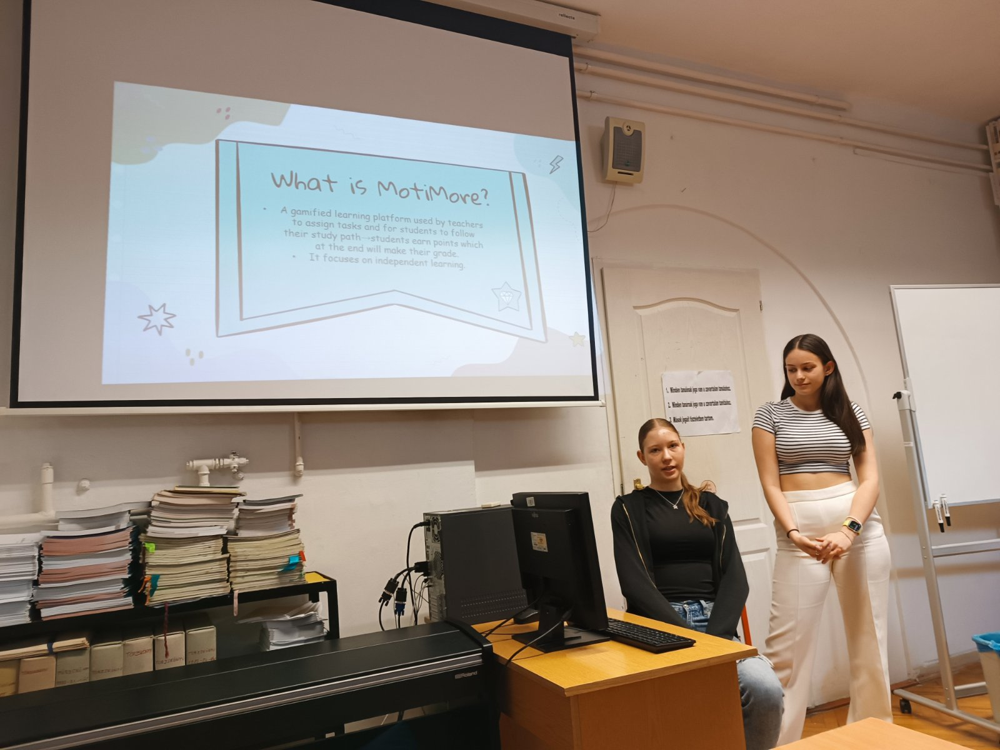 reflecta
What is MotiMore?
• A gamified learning platform used by teachers
to assign tasks and for students to follow
their study path→students earn points which
at the end will make their grade.
• It focuses on independent learning.
1. Minden tanulónak joga van a zavartalan tanuláshoz.
2. Minden tanárnak joga van a zavartalan tanításhoz.
3. Mások jogait tiszteletben tartom.
Roland